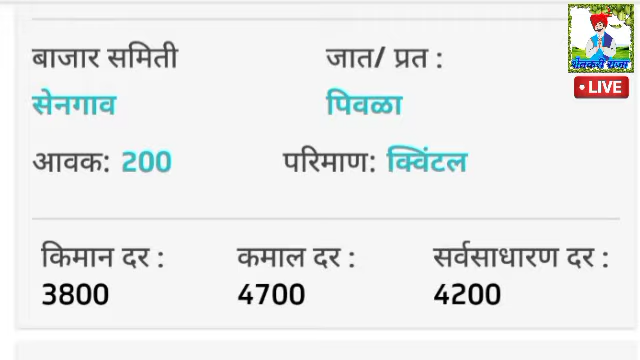 शेतकरी राजा
LIVE
बाजार समिती जात/ प्रत :
सेनगाव पिवळा
आवक: 200 परिमाण: क्विंटल
किमान दर : कमाल दर : सर्वसाधारण दर :
3800 4700 4200